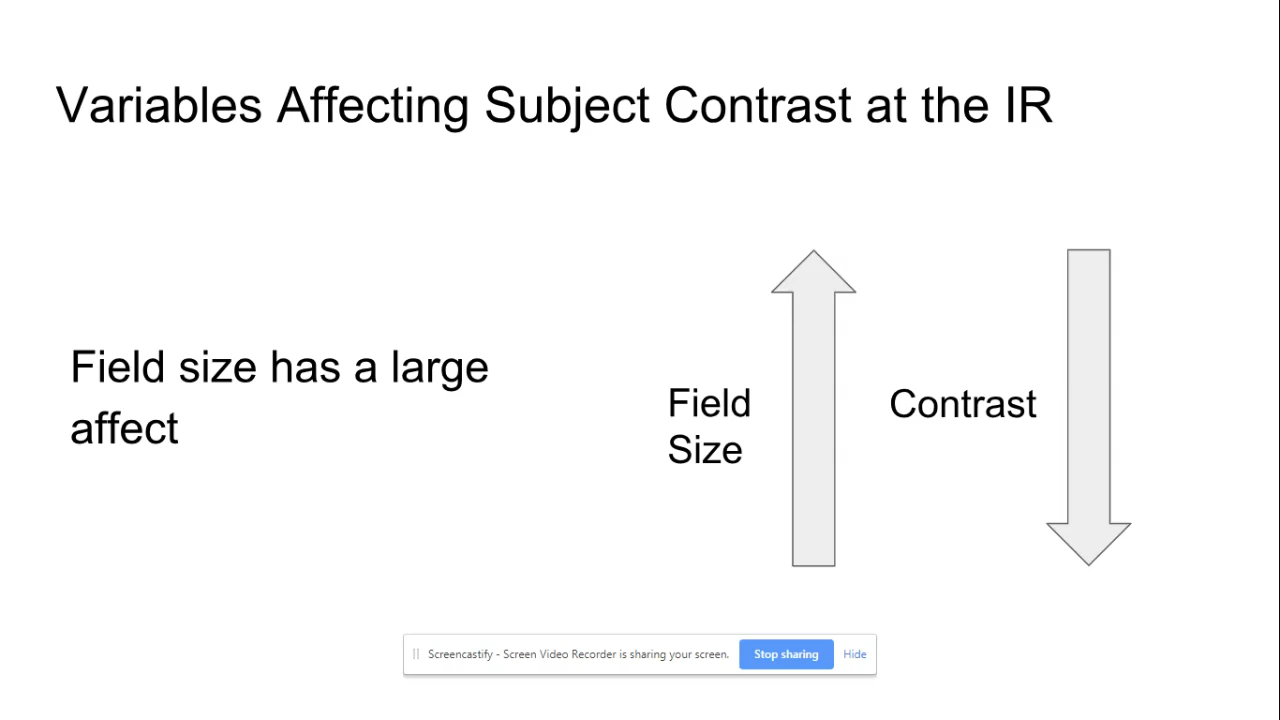 Variables Affecting Subject Contrast at the IR
Field size has a large
affect
Field
Size
Contrast
Screencastify - Screen Video Recorder is sharing your screen.
Stop sharing
Hide